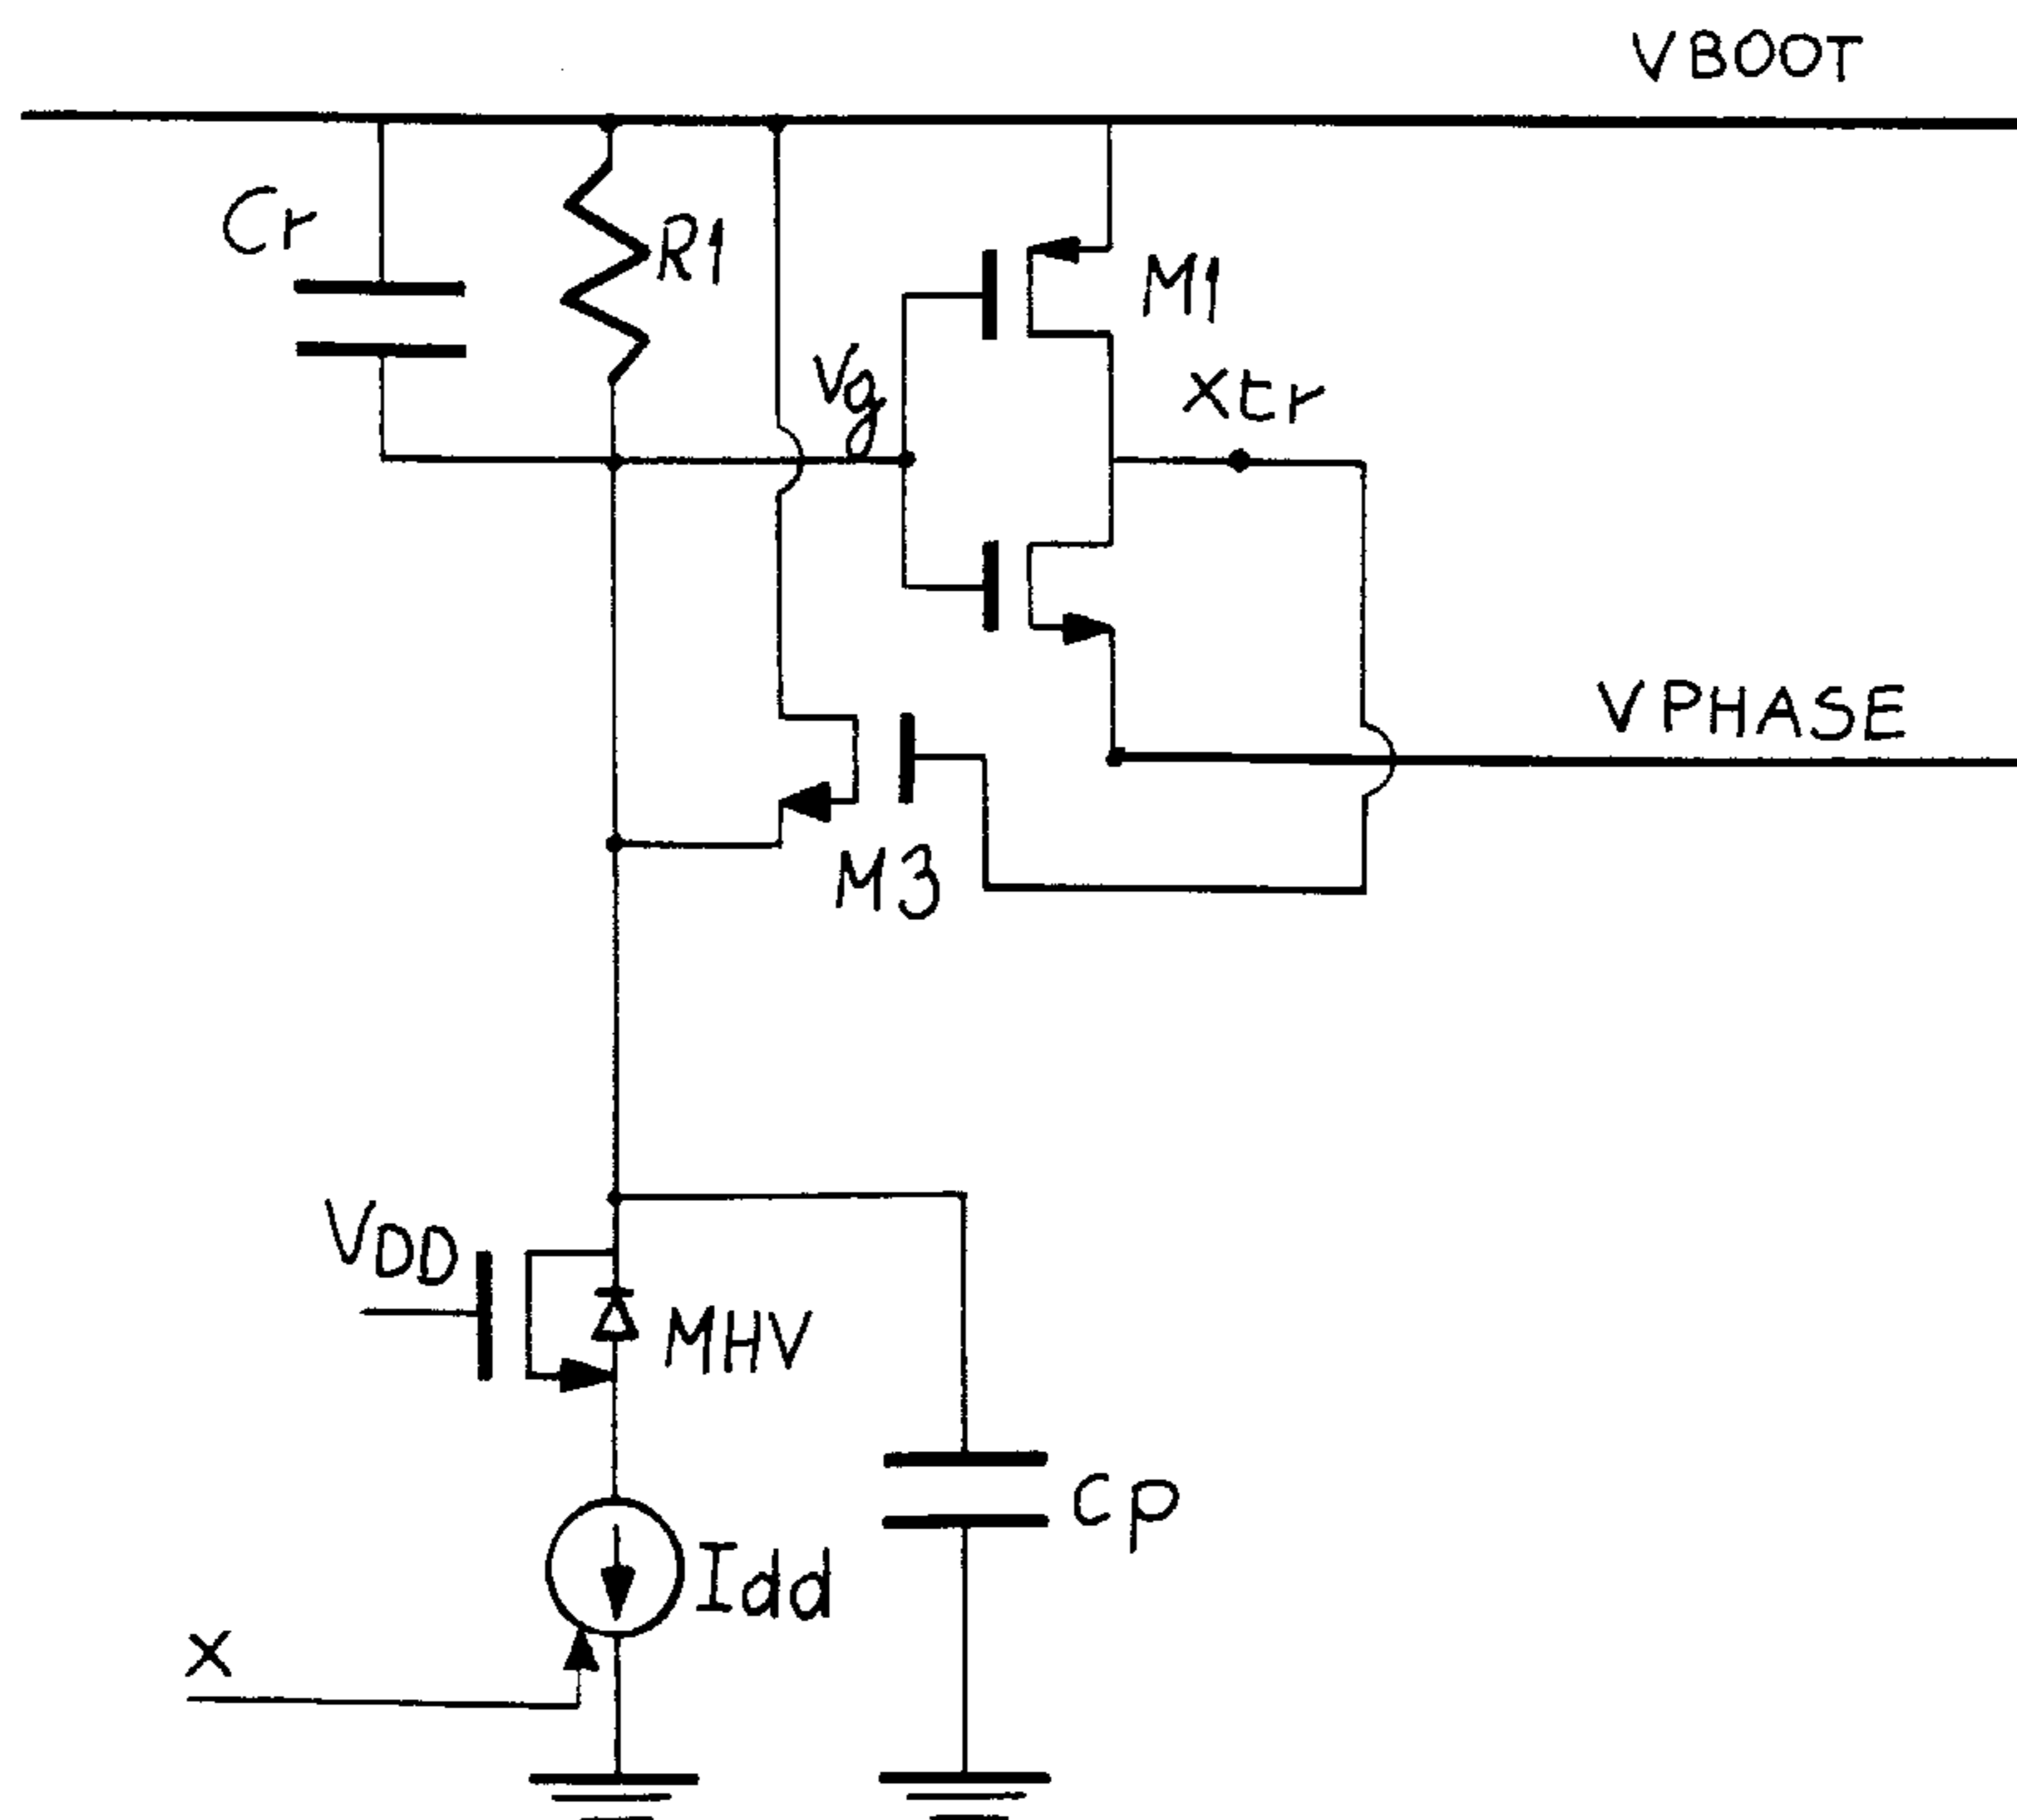 VBOOT
Cr
R1
M1
Vg
xtr
VPHASE
M3
VDD
MHV
Cp
Idd
x